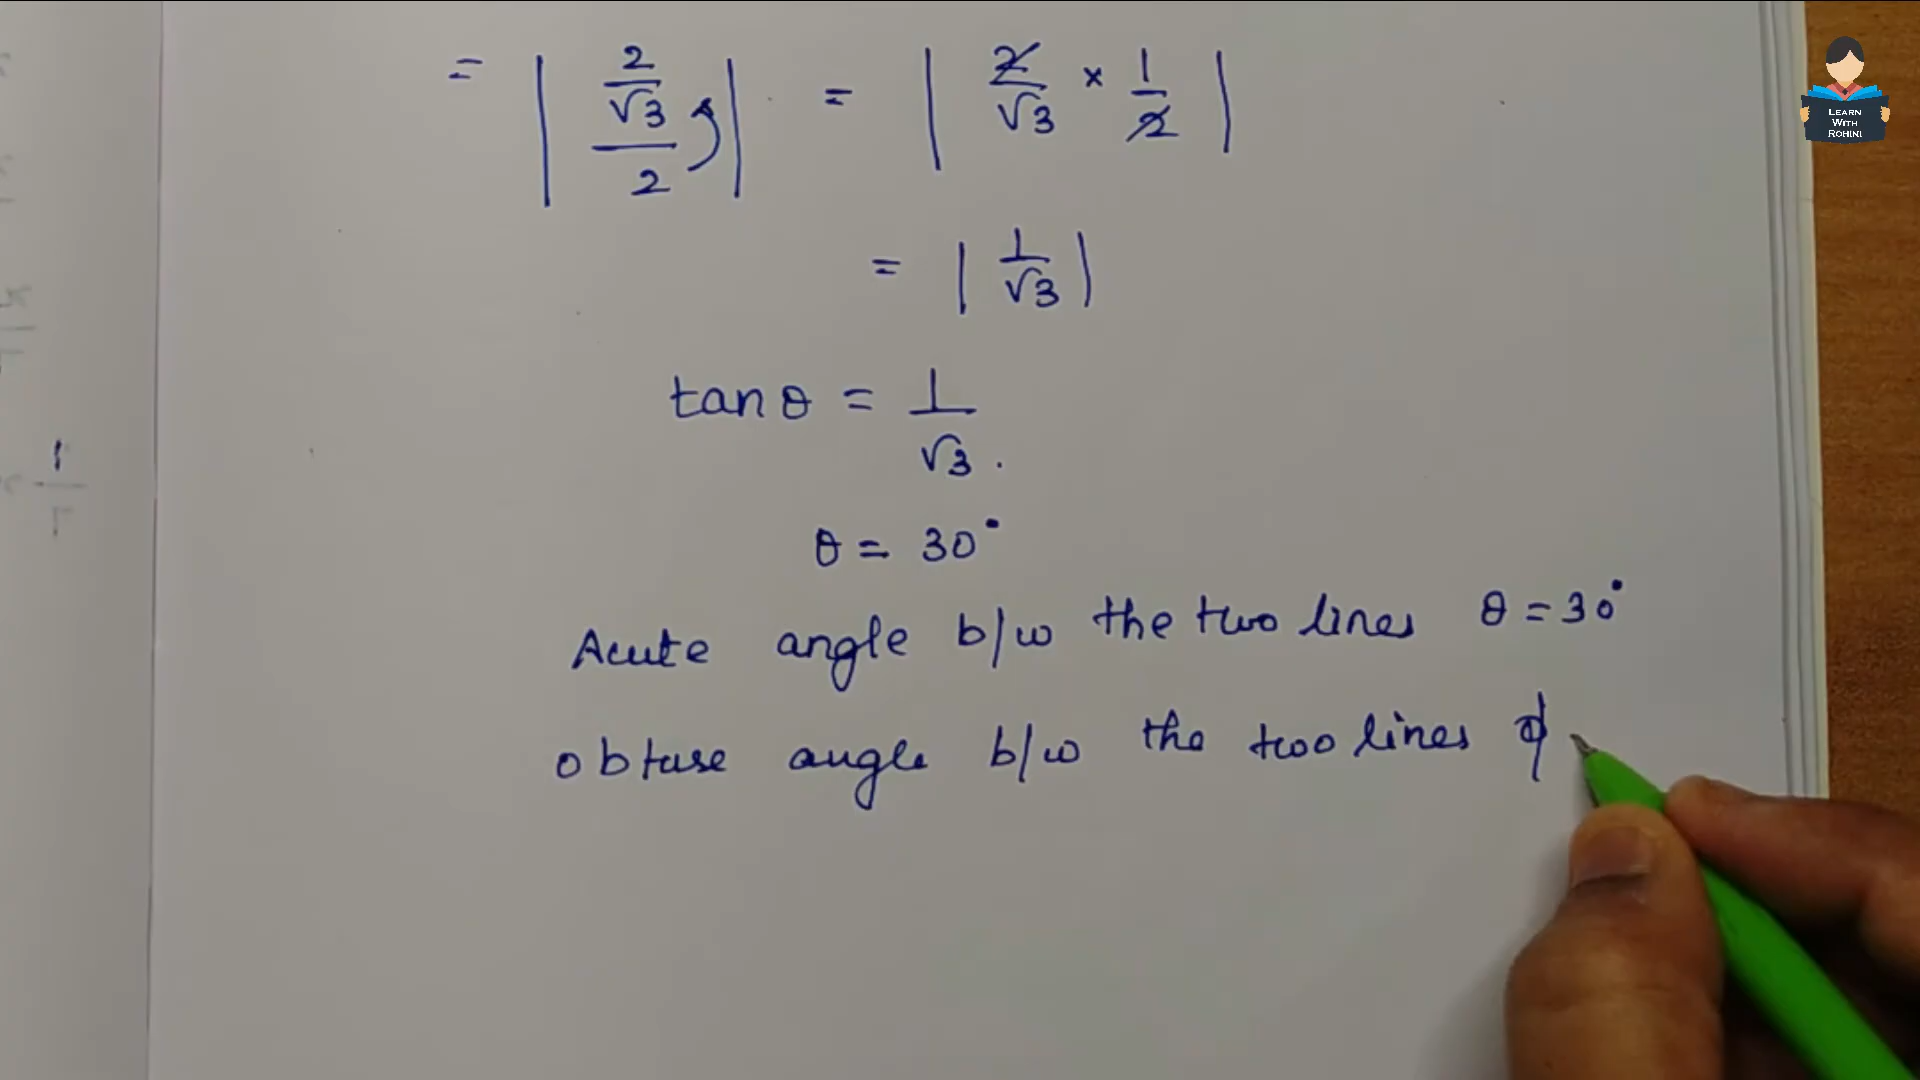 = | 2/√3 / 2 | = | 2/√3 × 1/2 |
= | 1/√3 |
tan θ = 1/√3.
θ = 30°
Acute angle b/w the two lines θ = 30°
obtuse angle b/w the two lines φ
LEARN
WITH
ROHINI